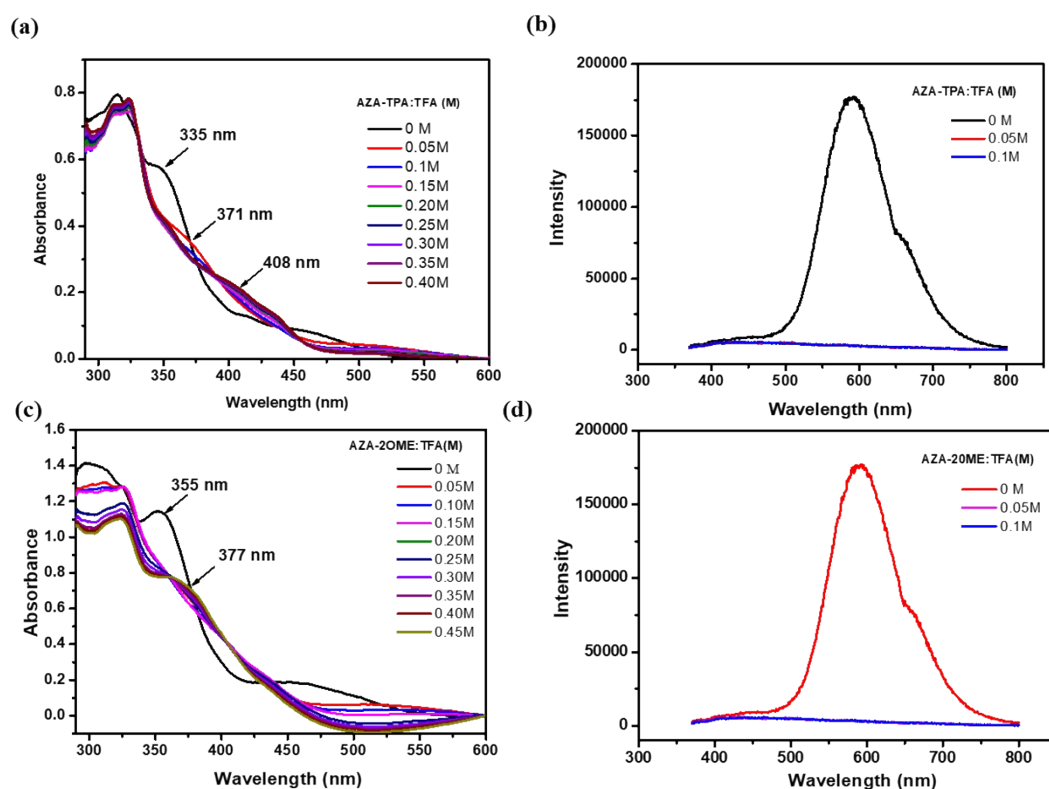 (a)
AZA-TPA:TFA (M)
0 M
0.05M
0.1M
0.15M
0.20M
0.25M
0.30M
0.35M
0.40M
335 nm
371 nm
408 nm
0.8
0.6
0.4
0.2
0.0
Absorbance
300 350 400 450 500 550 600
Wavelength (nm)
(b)
AZA-TPA:TFA (M)
0 M
0.05M
0.1M
200000
150000
100000
50000
0
Intensity
300 400 500 600 700 800
Wavelength (nm)
(c)
AZA-2OME:TFA(M)
0 M
0.05M
0.10M
0.15M
0.20M
0.25M
0.30M
0.35M
0.40M
0.45M
355 nm
377 nm
1.6
1.4
1.2
1.0
0.8
0.6
0.4
0.2
0.0
Absorbance
300 350 400 450 500 550 600
Wavelength (nm)
(d)
AZA-20ME:TFA(M)
0 M
0.05M
0.1M
200000
150000
100000
50000
0
Intensity
300 400 500 600 700 800
Wavelength (nm)